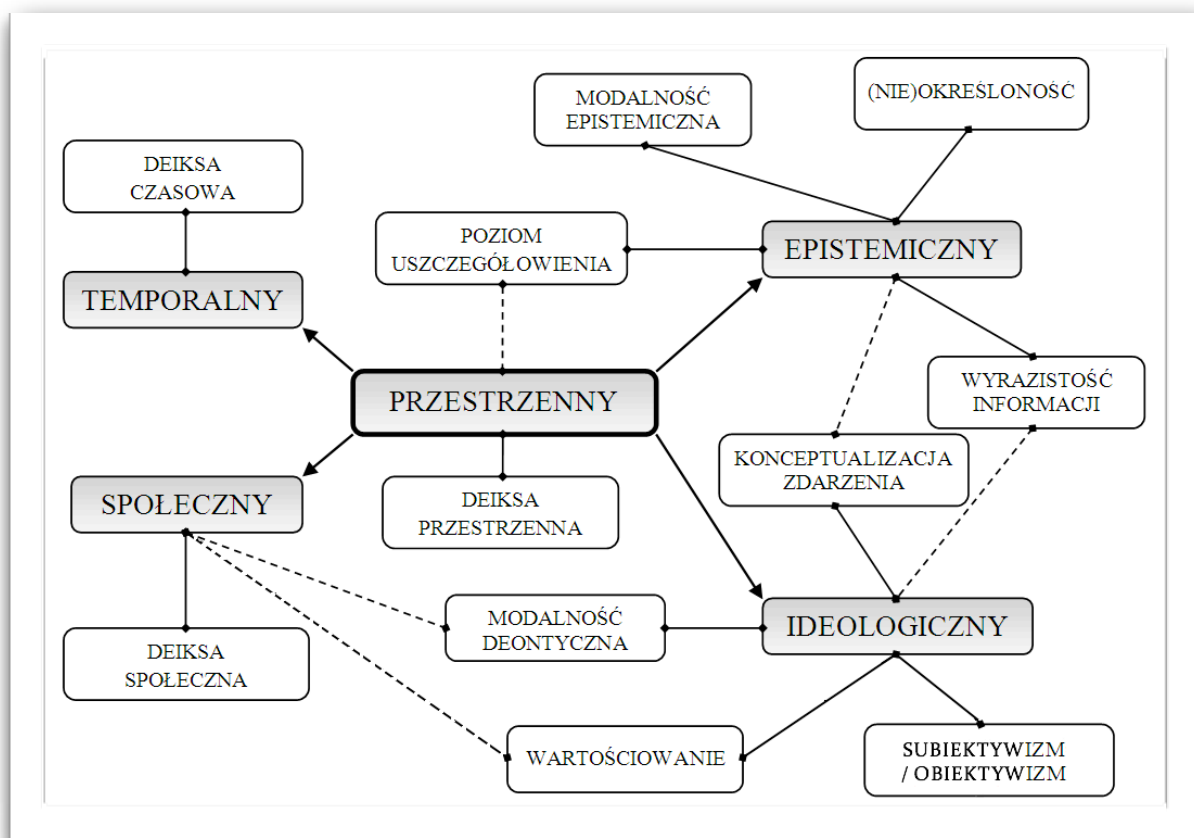 MODALNOŚĆ
EPISTEMICZNA
(NIE)OKREŚLONOŚĆ
DEIKSA
CZASOWA
POZIOM
USZCZEGÓŁOWIENIA
EPISTEMICZNY
TEMPORALNY
PRZESTRZENNY
WYRAZISTOŚĆ
INFORMACJI
KONCEPTUALIZACJA
ZDARZENIA
SPOŁECZNY
DEIKSA
PRZESTRZENNA
MODALNOŚĆ
DEONTYCZNA
IDEOLOGICZNY
DEIKSA
SPOŁECZNA
WARTOŚCIOWANIE
SUBIEKTYWIZM
/ OBIEKTYWIZM